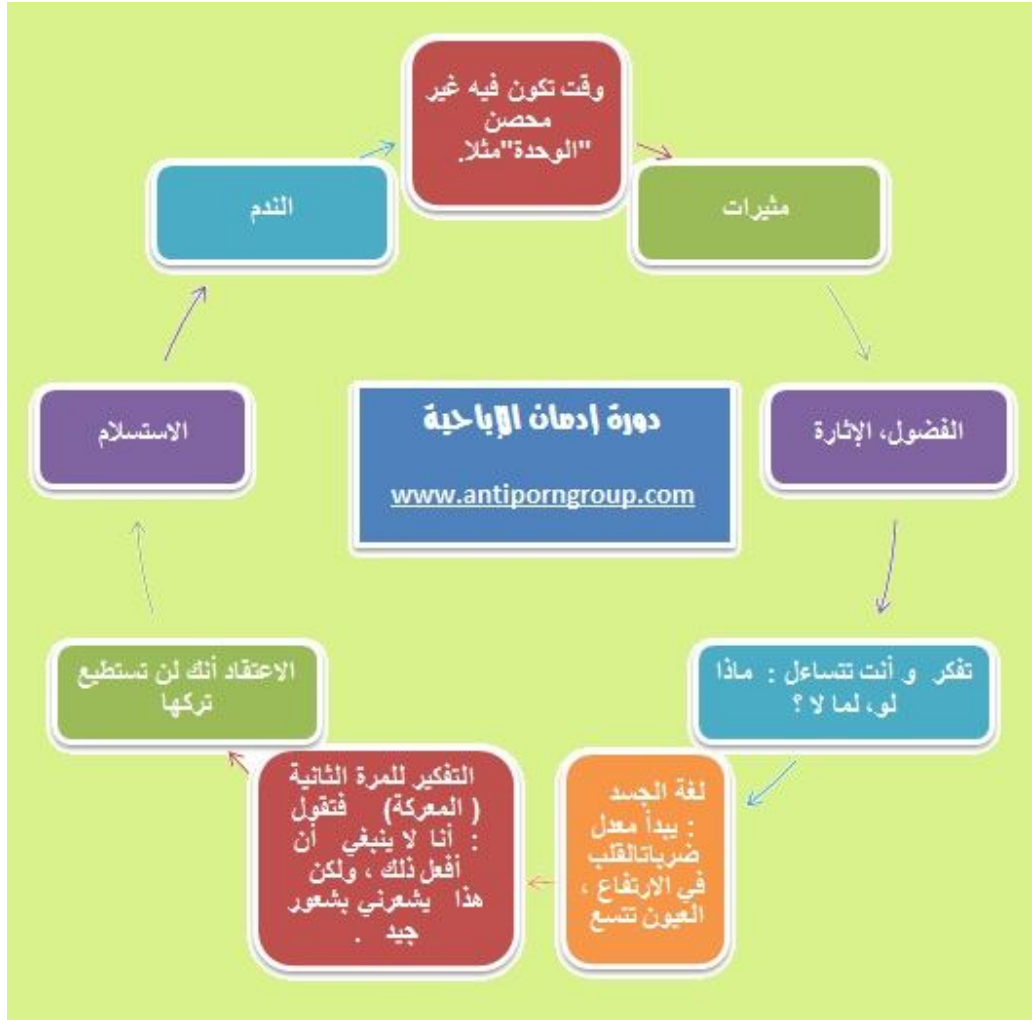 وقت تكون فيه غير
محصن
"الوحدة"مثلا.
مثيرات
الفضول، الإثارة
تفكر و أنت تتساءل : ماذا
لو، لما لا ؟
لغة الجسد
: يبدأ معدل
ضرباتالقلب
في الارتفاع ،
العيون تتسع
التفكير للمرة الثانية
( المعركة) فتقول
: أنا لا ينبغي أن
أفعل ذلك ، ولكن
هذا يشعرني بشعور
جيد .
الاعتقاد أنك لن تستطيع
تركها
الاستسلام
الندم
دورة إدمان الإباحية
www.antiporngroup.com